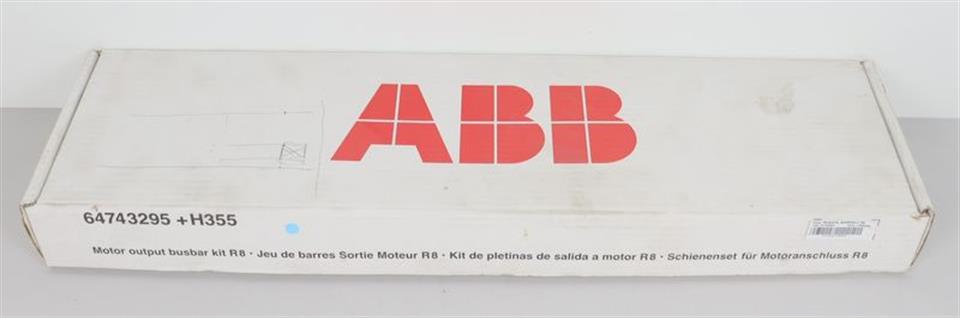 ABB
64743295 +H355
Motor output busbar kit R8 · Jeu de barres Sortie Moteur R8 · Kit de pletinas de salida a motor R8 · Schienenset für Motoranschluss R8